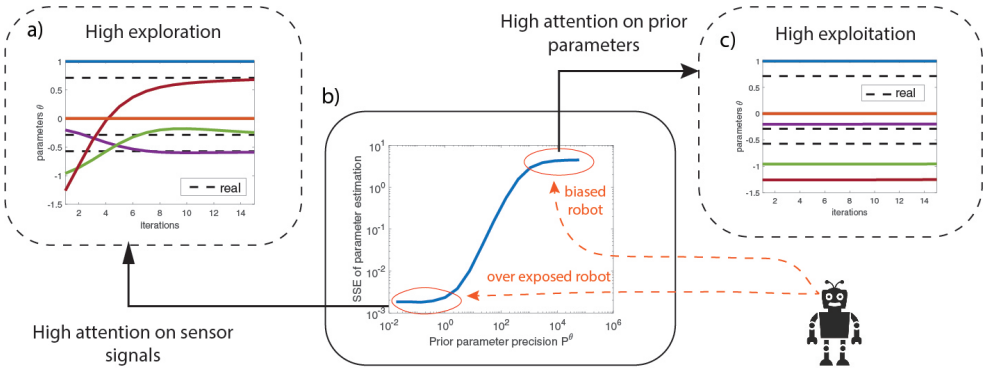 a)
High exploration
1
0.5
0
-0.5
-1
-1.5
parameters θ
real
2 4 6 8 10 12 14
iterations
High attention on sensor
signals
b)
10^1
10^0
10^-1
10^-2
10^-3
SSE of parameter estimation
biased
robot
over exposed robot
10^-2 10^0 10^2 10^4 10^6
Prior parameter precision P^θ
High attention on prior
parameters
c)
High exploitation
1
0.5
0
-0.5
-1
-1.5
parameters θ
real
2 4 6 8 10 12 14
iterations